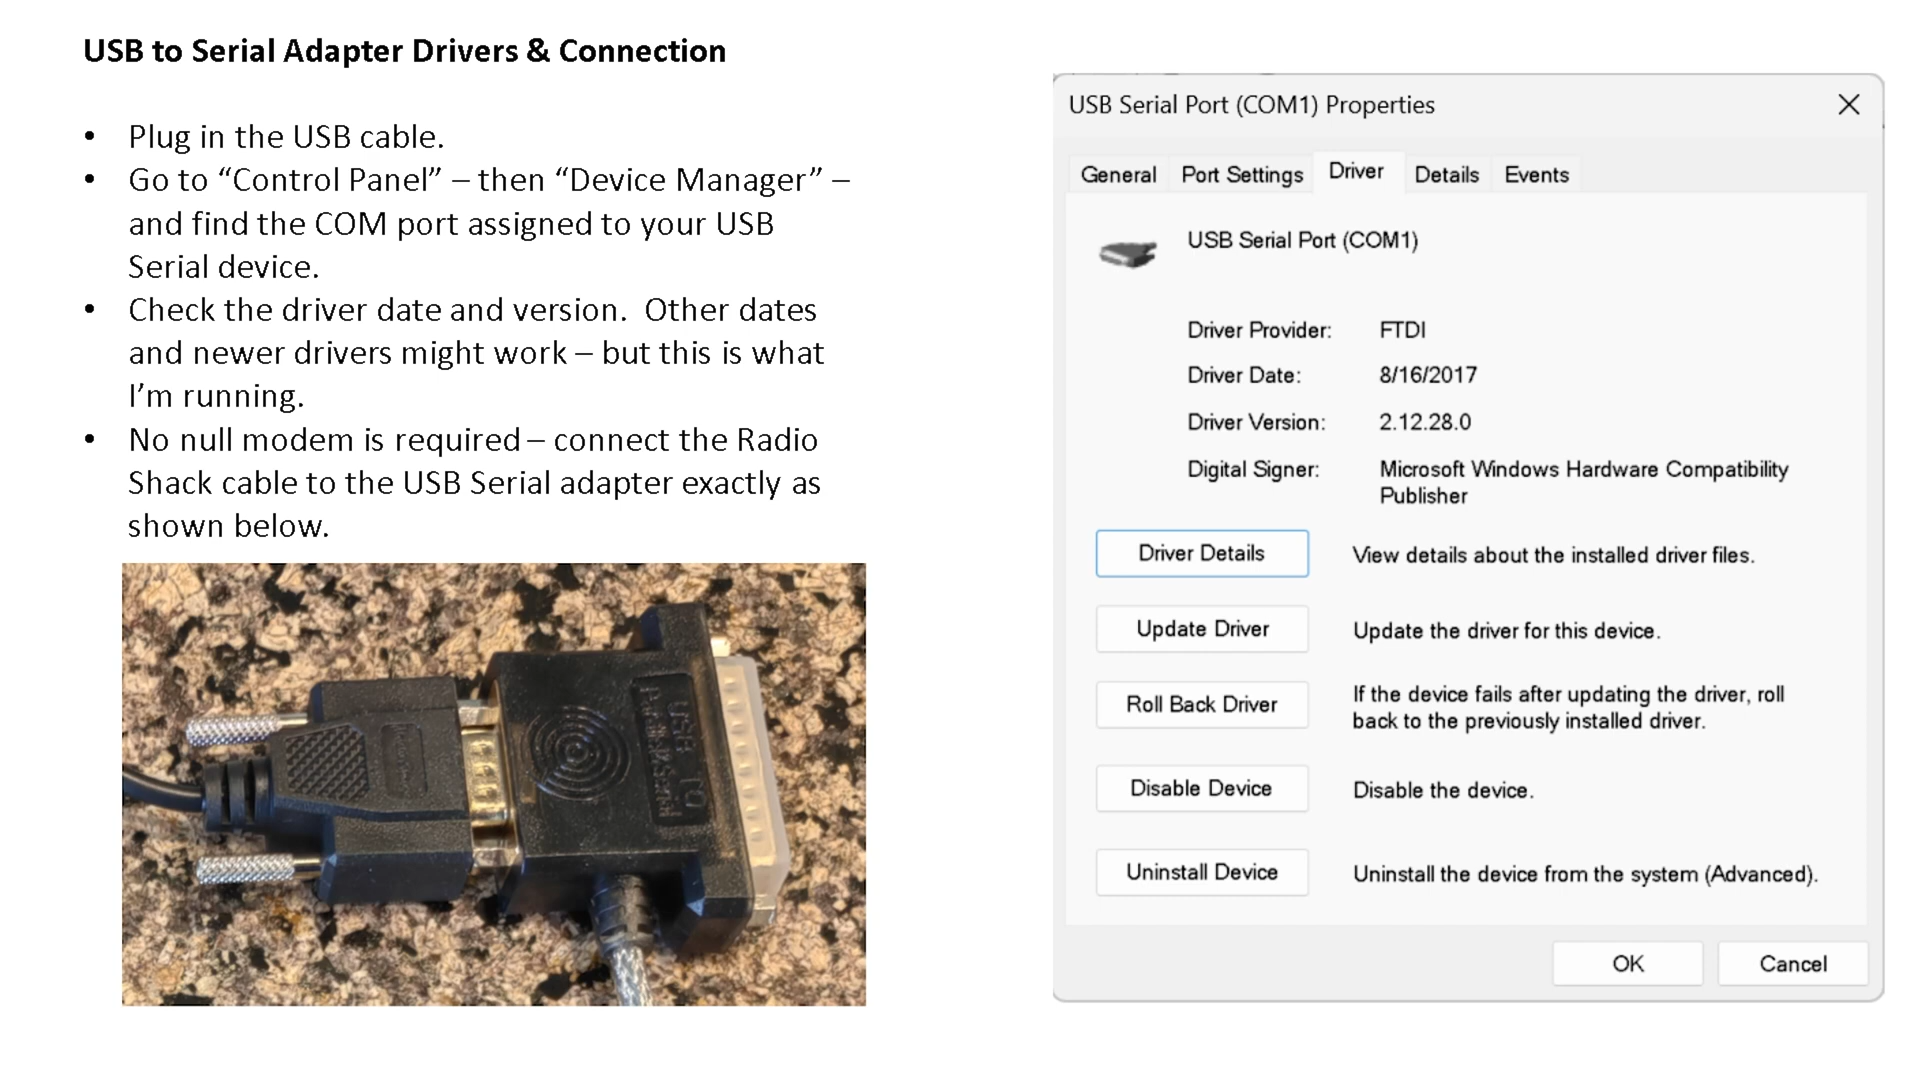 USB to Serial Adapter Drivers & Connection
• Plug in the USB cable.
• Go to “Control Panel” – then “Device Manager” –
and find the COM port assigned to your USB
Serial device.
• Check the driver date and version.  Other dates
and newer drivers might work – but this is what
I’m running.
• No null modem is required – connect the Radio
Shack cable to the USB Serial adapter exactly as
shown below.
USB TO
USB Serial Port (COM1) Properties
General Port Settings Driver Details Events
USB Serial Port (COM1)
Driver Provider: FTDI
Driver Date: 8/16/2017
Driver Version: 2.12.28.0
Digital Signer: Microsoft Windows Hardware Compatibility
Publisher
Driver Details View details about the installed driver files.
Update Driver Update the driver for this device.
Roll Back Driver If the device fails after updating the driver, roll
back to the previously installed driver.
Disable Device Disable the device.
Uninstall Device Uninstall the device from the system (Advanced).
OK Cancel